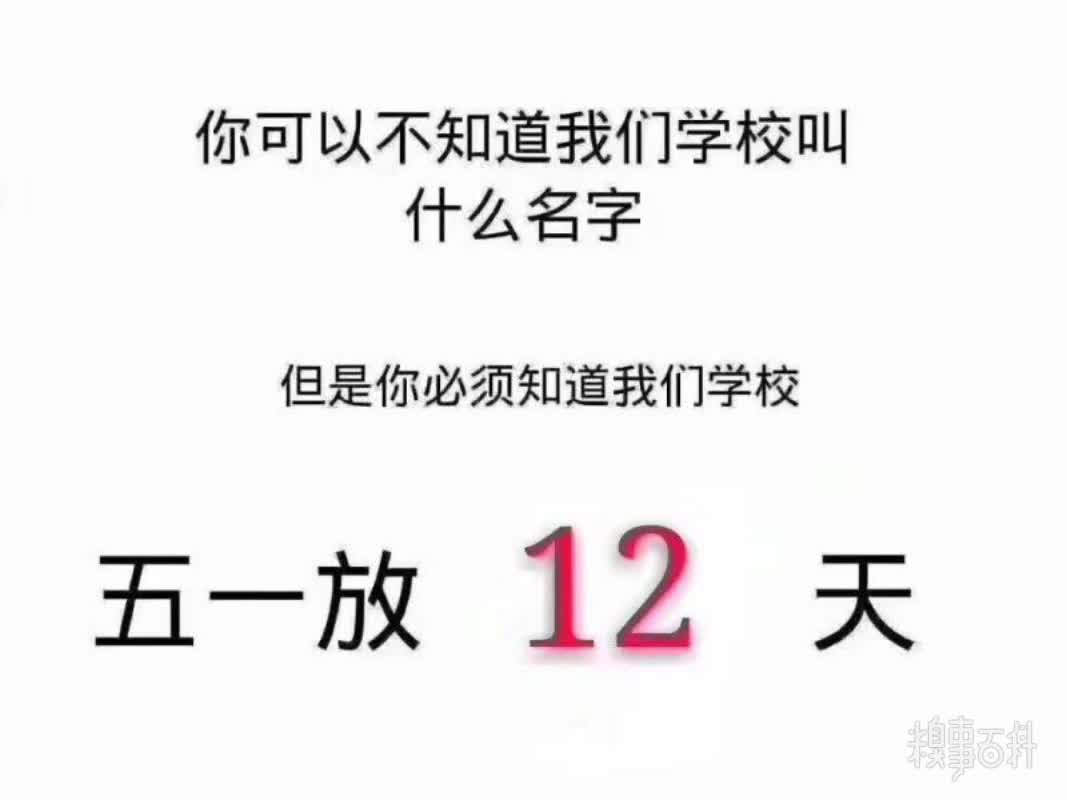 你可以不知道我们学校叫
什么名字
但是你必须知道我们学校
五一放 12 天
糗事百科